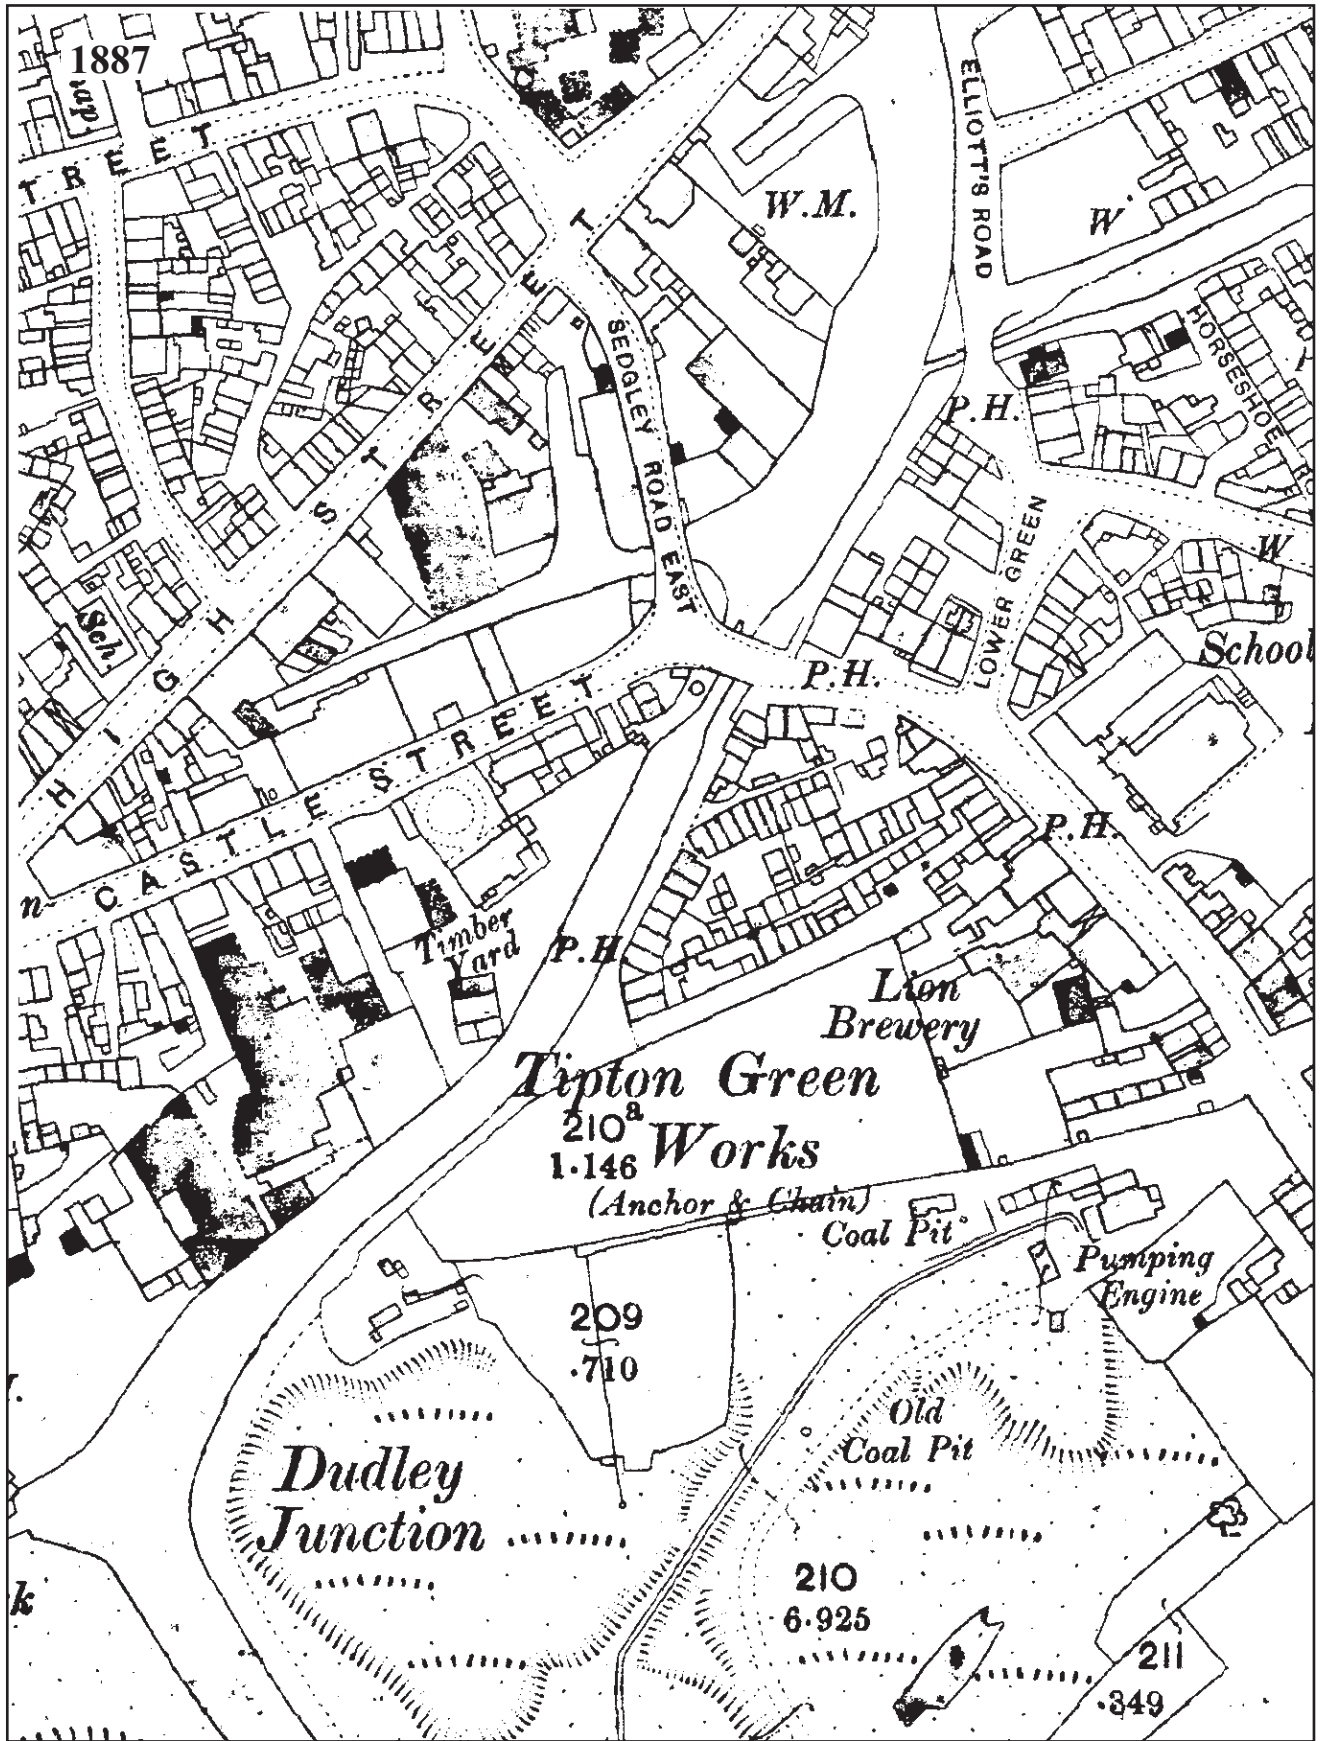 1887
TREET
W.M.
ELLIOTT'S ROAD
W
HIGH STREET
SEDGLEY ROAD EAST
HORSESHOE
P.H.
LOWER GREEN
W
Sch.
School
P.H.
CASTLE STREET
P.H.
n
Timber
Yard
P.H.
Lion
Brewery
Tipton Green
210a
1.146
Works
(Anchor & Chain)
Coal Pit
Pumping
Engine
209
.710
Old
Coal Pit
Dudley
Junction
k
210
6.925
211
.349